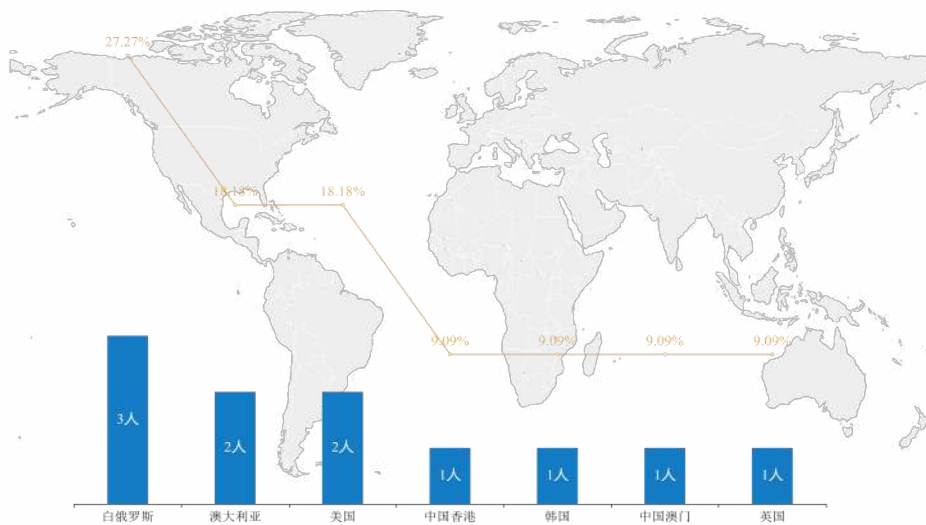 27.27%
18.18%
18.18%
9.09%
9.09%
9.09%
9.09%
3人
2人
2人
1人
1人
1人
1人
白俄罗斯
澳大利亚
美国
中国香港
韩国
中国澳门
英国